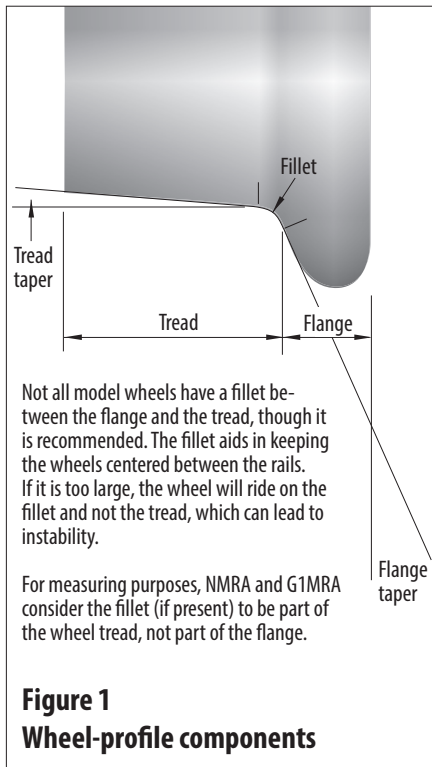 Fillet
Tread
taper
Tread
Flange
Not all model wheels have a fillet be-
tween the flange and the tread, though it
is recommended. The fillet aids in keeping
the wheels centered between the rails.
If it is too large, the wheel will ride on the
fillet and not the tread, which can lead to
instability.
Flange
taper
For measuring purposes, NMRA and G1MRA
consider the fillet (if present) to be part of
the wheel tread, not part of the flange.
Figure 1
Wheel-profile components